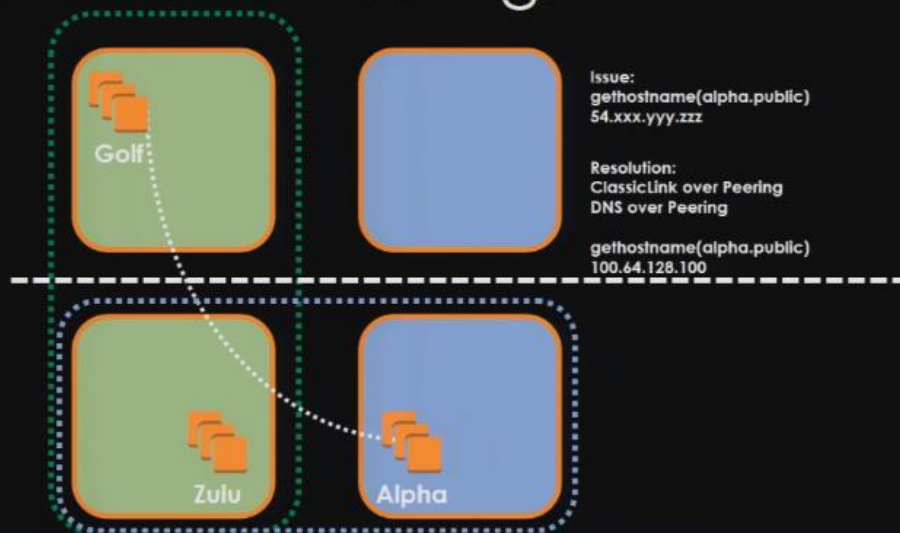 Issue:
gethostname(alpha.public)
54.xxx.yyy.zzz
Resolution:
ClassicLink over Peering
DNS over Peering
gethostname(alpha.public)
100.64.128.100
Golf
Zulu
Alpha